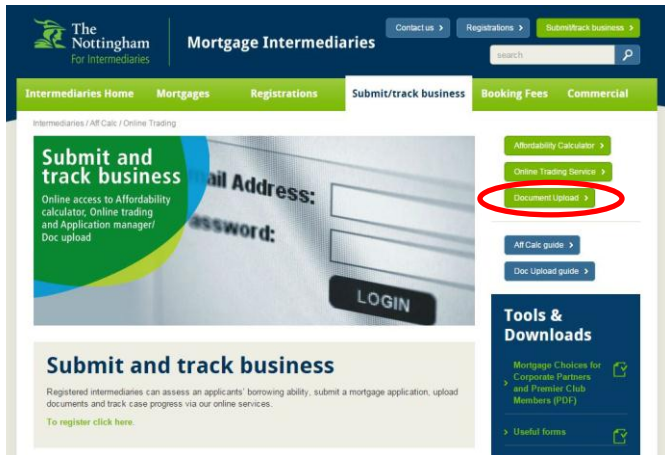 The
Nottingham
For Intermediaries
Mortgage Intermediaries
Contact us >
Registrations >
Submit/track business >
search
Intermediaries Home
Mortgages
Registrations
Submit/track business
Booking Fees
Commercial
Intermediaries / Aff Calc / Online Trading
Submit and
track business
Online access to Affordability
calculator, Online trading
and Application manager/
Doc upload
ail Address:
assword:
LOGIN
Affordability Calculator >
Online Trading Service >
Document Upload >
Aff Calc guide >
Doc Upload guide >
Tools &
Downloads
> Mortgage Choices for
Corporate Partners
and Premier Club
Members (PDF)
> Useful forms
Submit and track business
Registered intermediaries can assess an applicants' borrowing ability, submit a mortgage application, upload
documents and track case progress via our online services.
To register click here.